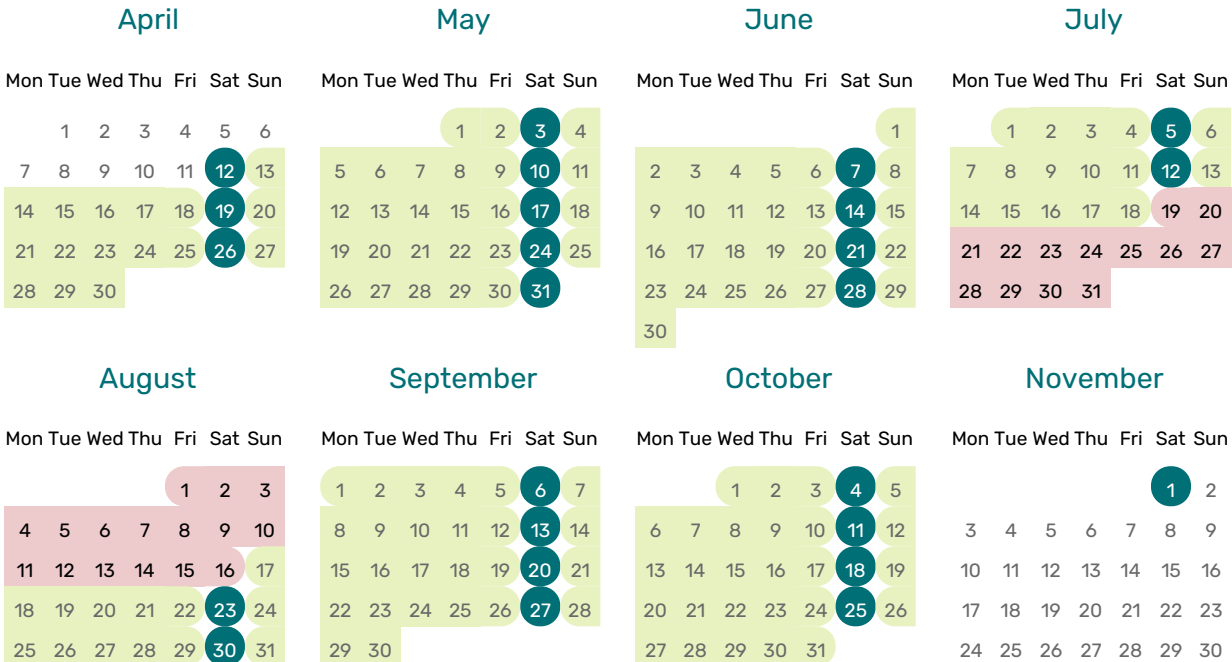 April May June July
Mon Tue Wed Thu Fri Sat Sun Mon Tue Wed Thu Fri Sat Sun Mon Tue Wed Thu Fri Sat Sun Mon Tue Wed Thu Fri Sat Sun
1 2 3 4 5 6 1 2 3 4 1 1 2 3 4 5 6
7 8 9 10 11 12 13 5 6 7 8 9 10 11 2 3 4 5 6 7 8 7 8 9 10 11 12 13
14 15 16 17 18 19 20 12 13 14 15 16 17 18 9 10 11 12 13 14 15 14 15 16 17 18 19 20
21 22 23 24 25 26 27 19 20 21 22 23 24 25 16 17 18 19 20 21 22 21 22 23 24 25 26 27
28 29 30 26 27 28 29 30 31 23 24 25 26 27 28 29 28 29 30 31
30
August September October November
Mon Tue Wed Thu Fri Sat Sun Mon Tue Wed Thu Fri Sat Sun Mon Tue Wed Thu Fri Sat Sun Mon Tue Wed Thu Fri Sat Sun
1 2 3 1 2 3 4 5 6 7 1 2 3 4 5 1 2
4 5 6 7 8 9 10 8 9 10 11 12 13 14 6 7 8 9 10 11 12 3 4 5 6 7 8 9
11 12 13 14 15 16 17 15 16 17 18 19 20 21 13 14 15 16 17 18 19 10 11 12 13 14 15 16
18 19 20 21 22 23 24 22 23 24 25 26 27 28 20 21 22 23 24 25 26 17 18 19 20 21 22 23
25 26 27 28 29 30 31 29 30 27 28 29 30 31 24 25 26 27 28 29 30